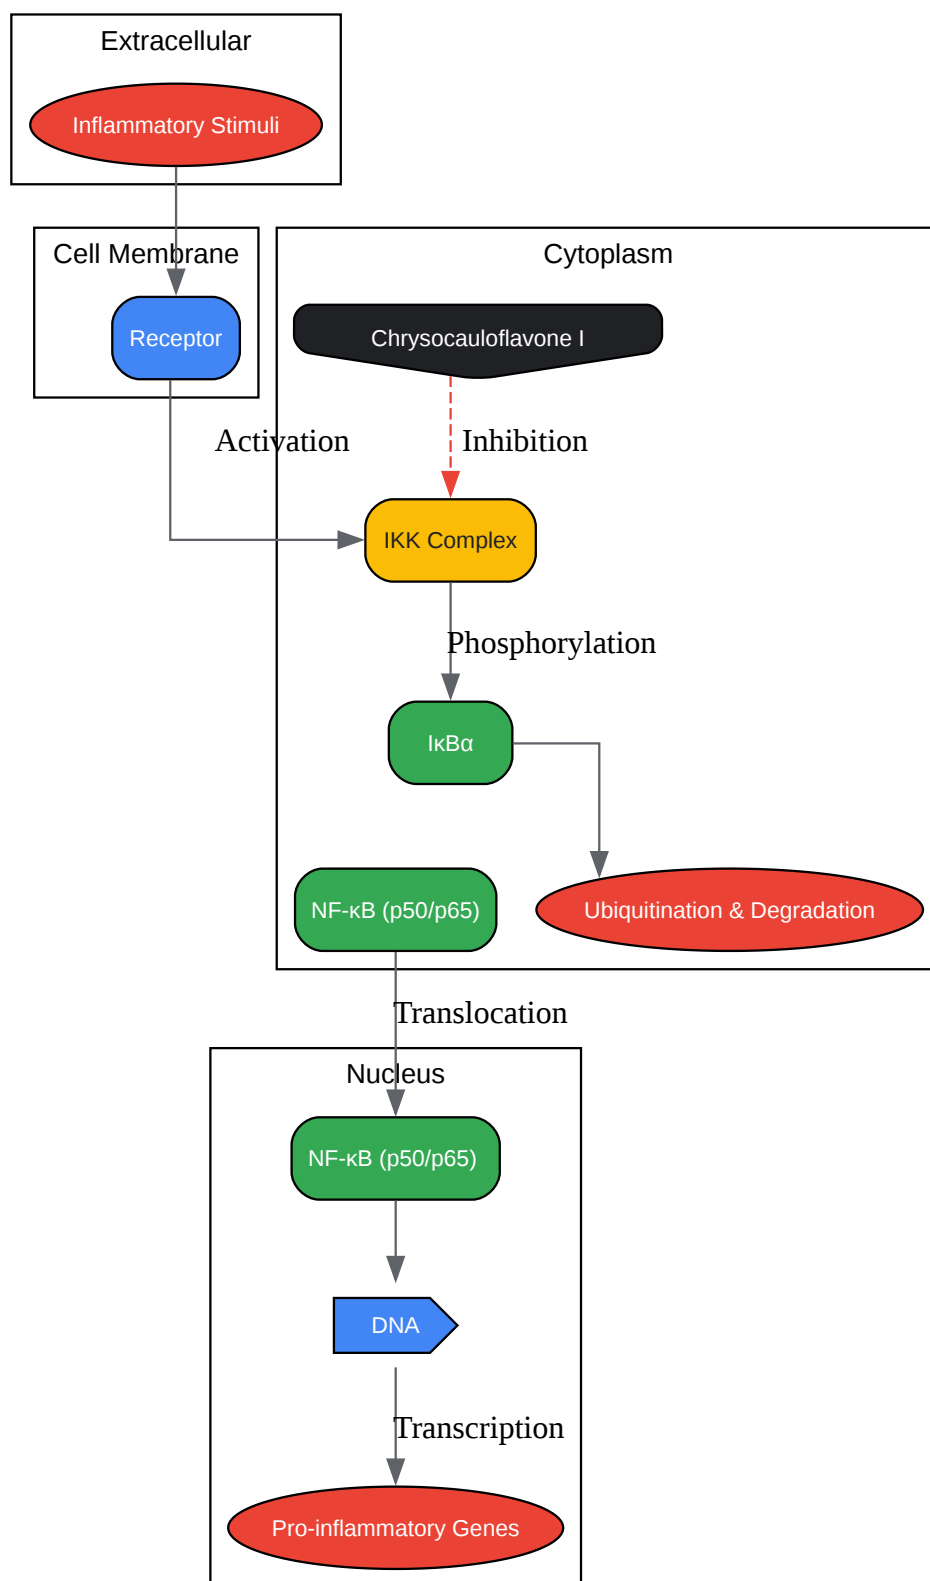 Extracellular
Inflammatory Stimuli
Cell Membrane
Cytoplasm
Receptor
Chrysocauloflavone I
Activation
Inhibition
IKK Complex
Phosphorylation
IκBα
NF-κB (p50/p65)
Ubiquitination & Degradation
Translocation
Nucleus
NF-κB (p50/p65)
DNA
Transcription
Pro-inflammatory Genes